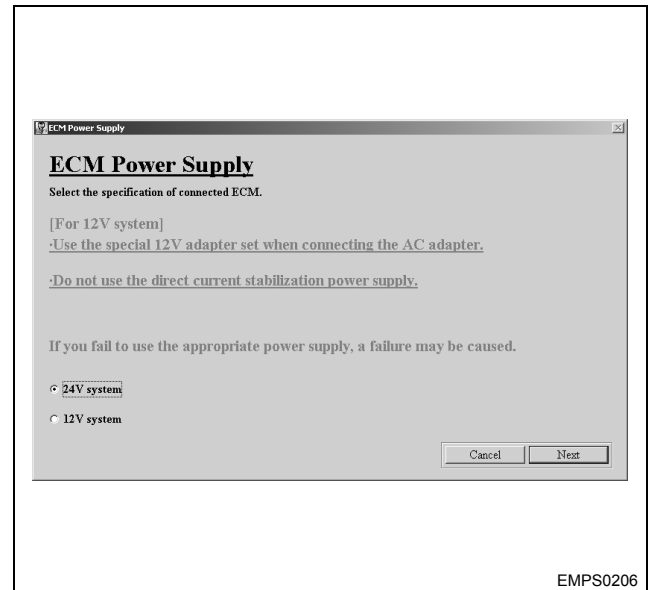 ECM Power Supply
ECM Power Supply
Select the specification of connected ECM.
[For 12V system]
·Use the special 12V adapter set when connecting the AC adapter.
·Do not use the direct current stabilization power supply.
If you fail to use the appropriate power supply, a failure may be caused.
24V system
12V system
Cancel Next
EMPS0206